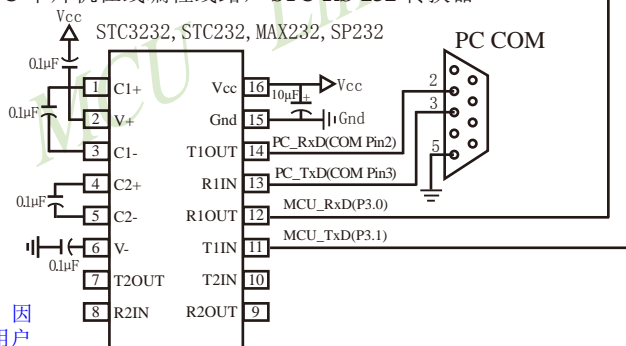 STC3232, STC232, MAX232, SP232
Vcc
PC COM
0.1μF
0.1μF
1 C1+
Vcc 16
Vcc
10μF +
2 V+
Gnd 15
Gnd
3 C1-
T1OUT 14
PC_RxD(COM Pin2)
2
3
5
4 C2+
R1IN 13
PC_TxD(COM Pin3)
0.1μF
5 C2-
R1OUT 12
MCU_RxD(P3.0)
6 V-
T1IN 11
MCU_TxD(P3.1)
0.1μF
7 T2OUT
T2IN 10
8 R2IN
R2OUT 9
因
用户
MCU